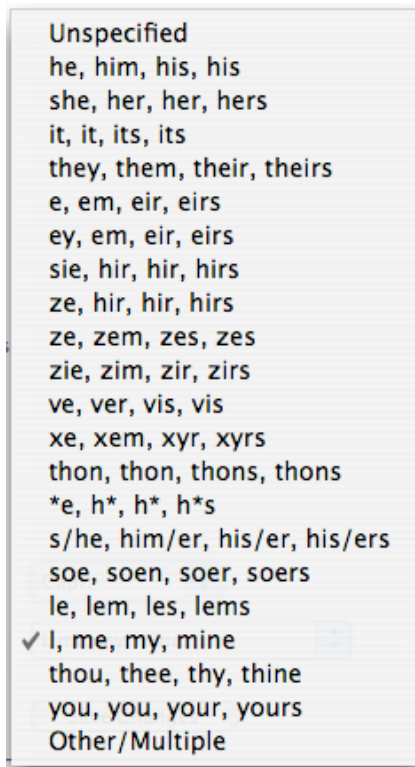 Unspecified
he, him, his, his
she, her, her, hers
it, it, its, its
they, them, their, theirs
e, em, eir, eirs
ey, em, eir, eirs
sie, hir, hir, hirs
ze, hir, hir, hirs
ze, zem, zes, zes
zie, zim, zir, zirs
ve, ver, vis, vis
xe, xem, xyr, xyrs
thon, thon, thons, thons
*e, h*, h*, h*s
s/he, him/er, his/er, his/ers
soe, soen, soer, soers
le, lem, les, lems
✓ I, me, my, mine
thou, thee, thy, thine
you, you, your, yours
Other/Multiple